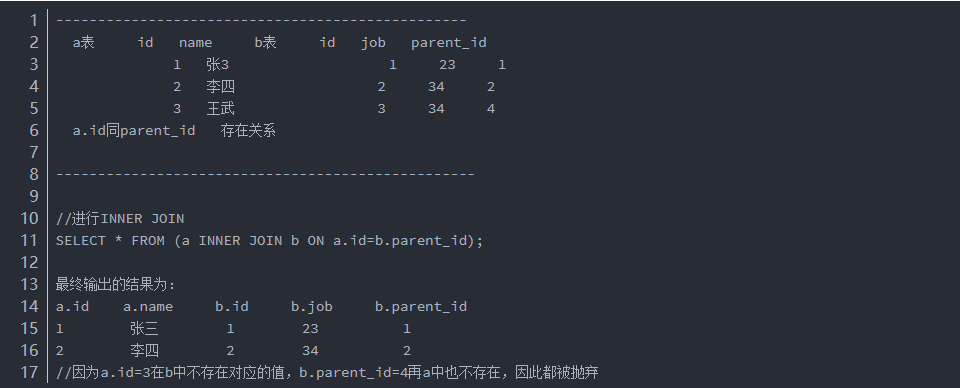 1 --------------------------------------------------
2 a表 id name b表 id job parent_id
3 1 张3 1 23 1
4 2 李四 2 34 2
5 3 王武 3 34 4
6 a.id同parent_id 存在关系
7
8 ---------------------------------------------------
9
10 //进行INNER JOIN
11 SELECT * FROM (a INNER JOIN b ON a.id=b.parent_id);
12
13 最终输出的结果为:
14 a.id a.name b.id b.job b.parent_id
15 1 张三 1 23 1
16 2 李四 2 34 2
17 //因为a.id=3在b中不存在对应的值，b.parent_id=4再a中也不存在，因此都被抛弃